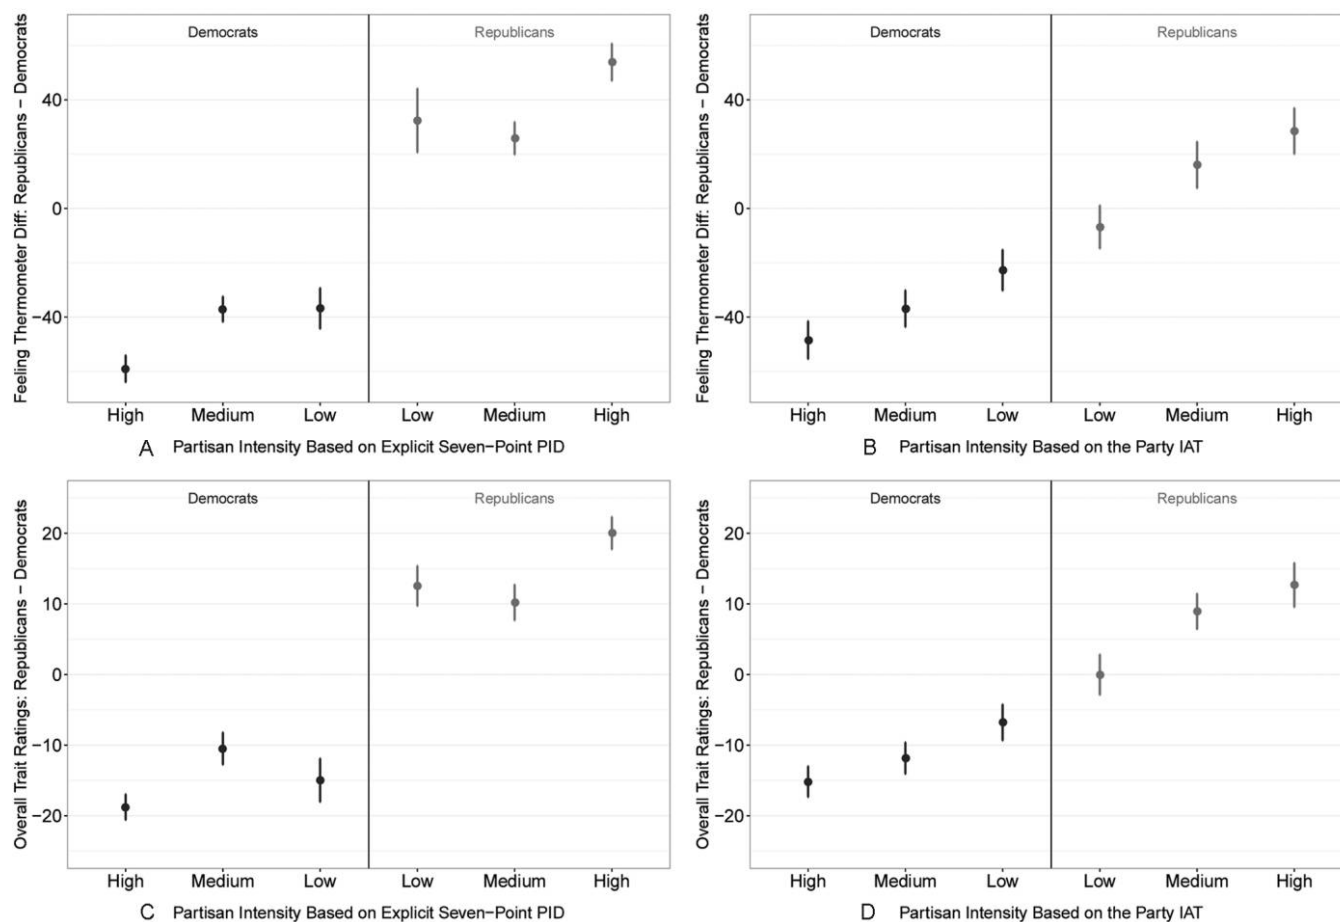 Feeling Thermometer Diff: Republicans − Democrats
Democrats
Republicans
40
0
−40
High
Medium
Low
Low
Medium
High
A Partisan Intensity Based on Explicit Seven−Point PID
Feeling Thermometer Diff: Republicans − Democrats
Democrats
Republicans
40
0
−40
High
Medium
Low
Low
Medium
High
B Partisan Intensity Based on the Party IAT
Overall Trait Ratings: Republicans − Democrats
Democrats
Republicans
20
10
0
−10
−20
High
Medium
Low
Low
Medium
High
C Partisan Intensity Based on Explicit Seven−Point PID
Overall Trait Ratings: Republicans − Democrats
Democrats
Republicans
20
10
0
−10
−20
High
Medium
Low
Low
Medium
High
D Partisan Intensity Based on the Party IAT